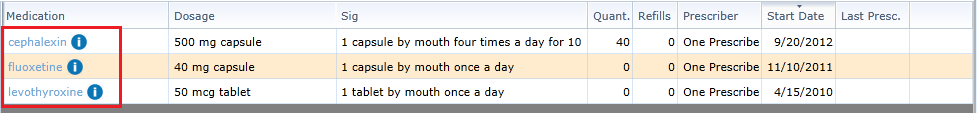 Medication Dosage Sig Quant. Refills Prescriber Start Date Last Presc.
cephalexin i 500 mg capsule 1 capsule by mouth four times a day for 10 40 0 One Prescribe 9/20/2012
fluoxetine i 40 mg capsule 1 capsule by mouth once a day 0 0 One Prescribe 11/10/2011
levothyroxine i 50 mcg tablet 1 tablet by mouth once a day 0 0 One Prescribe 4/15/2010